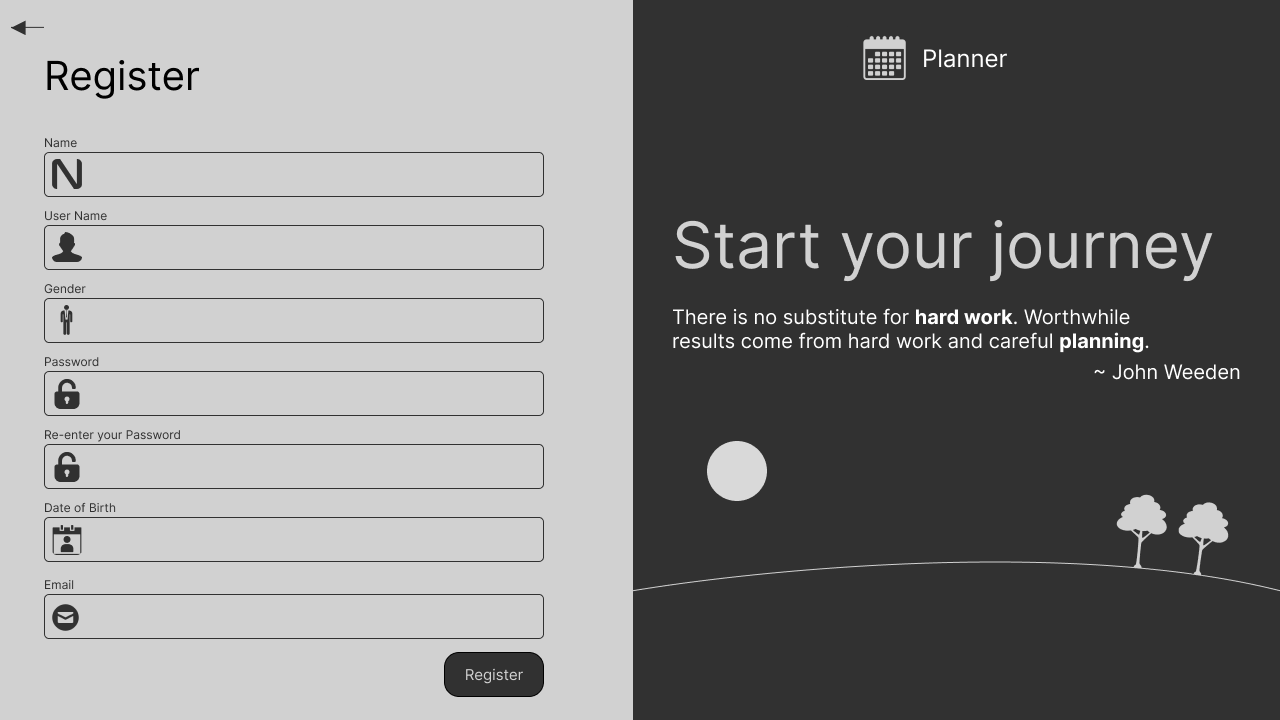 Register
Name
User Name
Gender
Password
Re-enter your Password
Date of Birth
Email
Register
Planner
Start your journey
There is no substitute for hard work. Worthwhile
results come from hard work and careful planning.
~ John Weeden